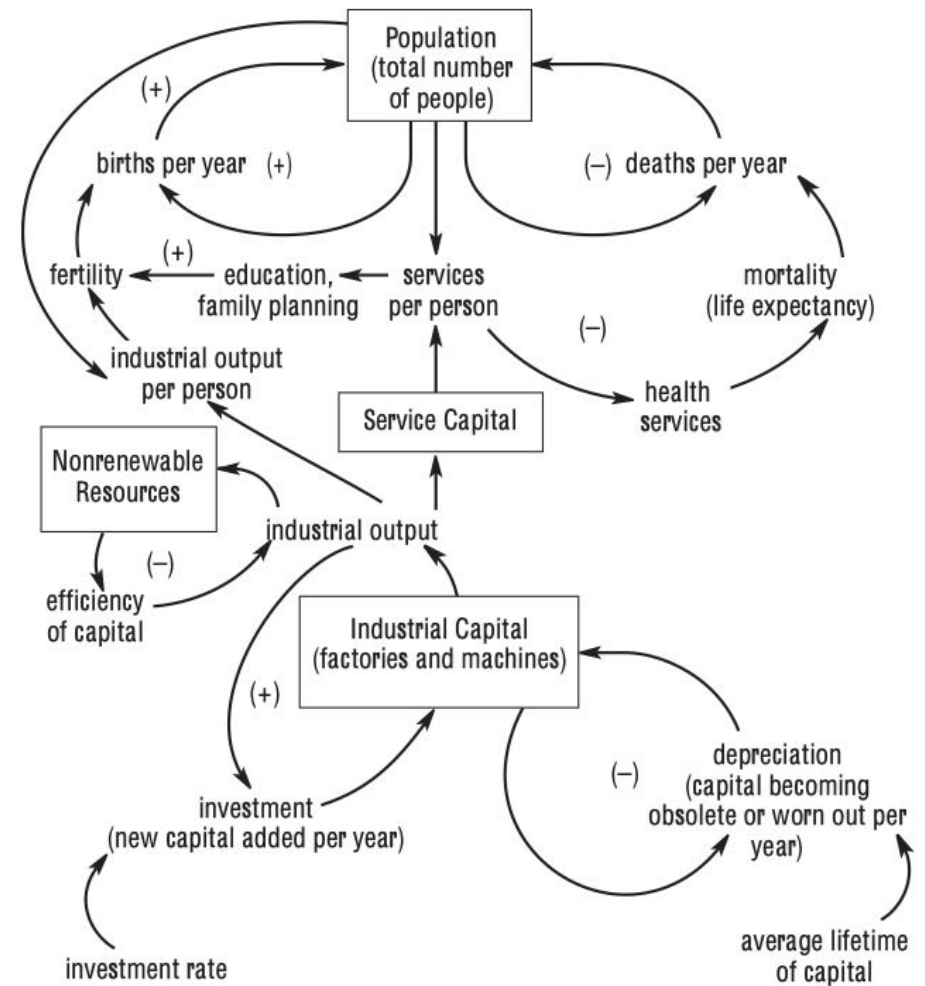 Population
(total number
of people)
(+)
births per year (+)
(–) deaths per year
(+)
fertility
education,
family planning
services
per person
mortality
(life expectancy)
(–)
industrial output
per person
health
services
Service Capital
Nonrenewable
Resources
industrial output
(–)
efficiency
of capital
Industrial Capital
(factories and machines)
(+)
(–)
depreciation
(capital becoming
obsolete or worn out per
year)
investment
(new capital added per year)
average lifetime
of capital
investment rate